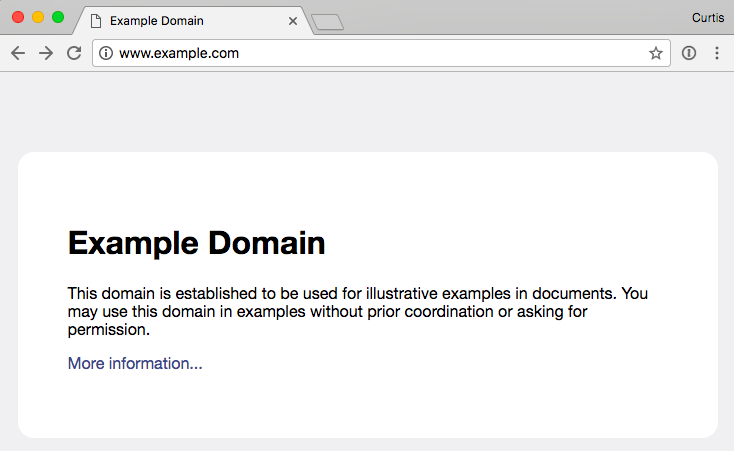 Example Domain
Curtis
www.example.com
Example Domain
This domain is established to be used for illustrative examples in documents. You
may use this domain in examples without prior coordination or asking for
permission.
More information...